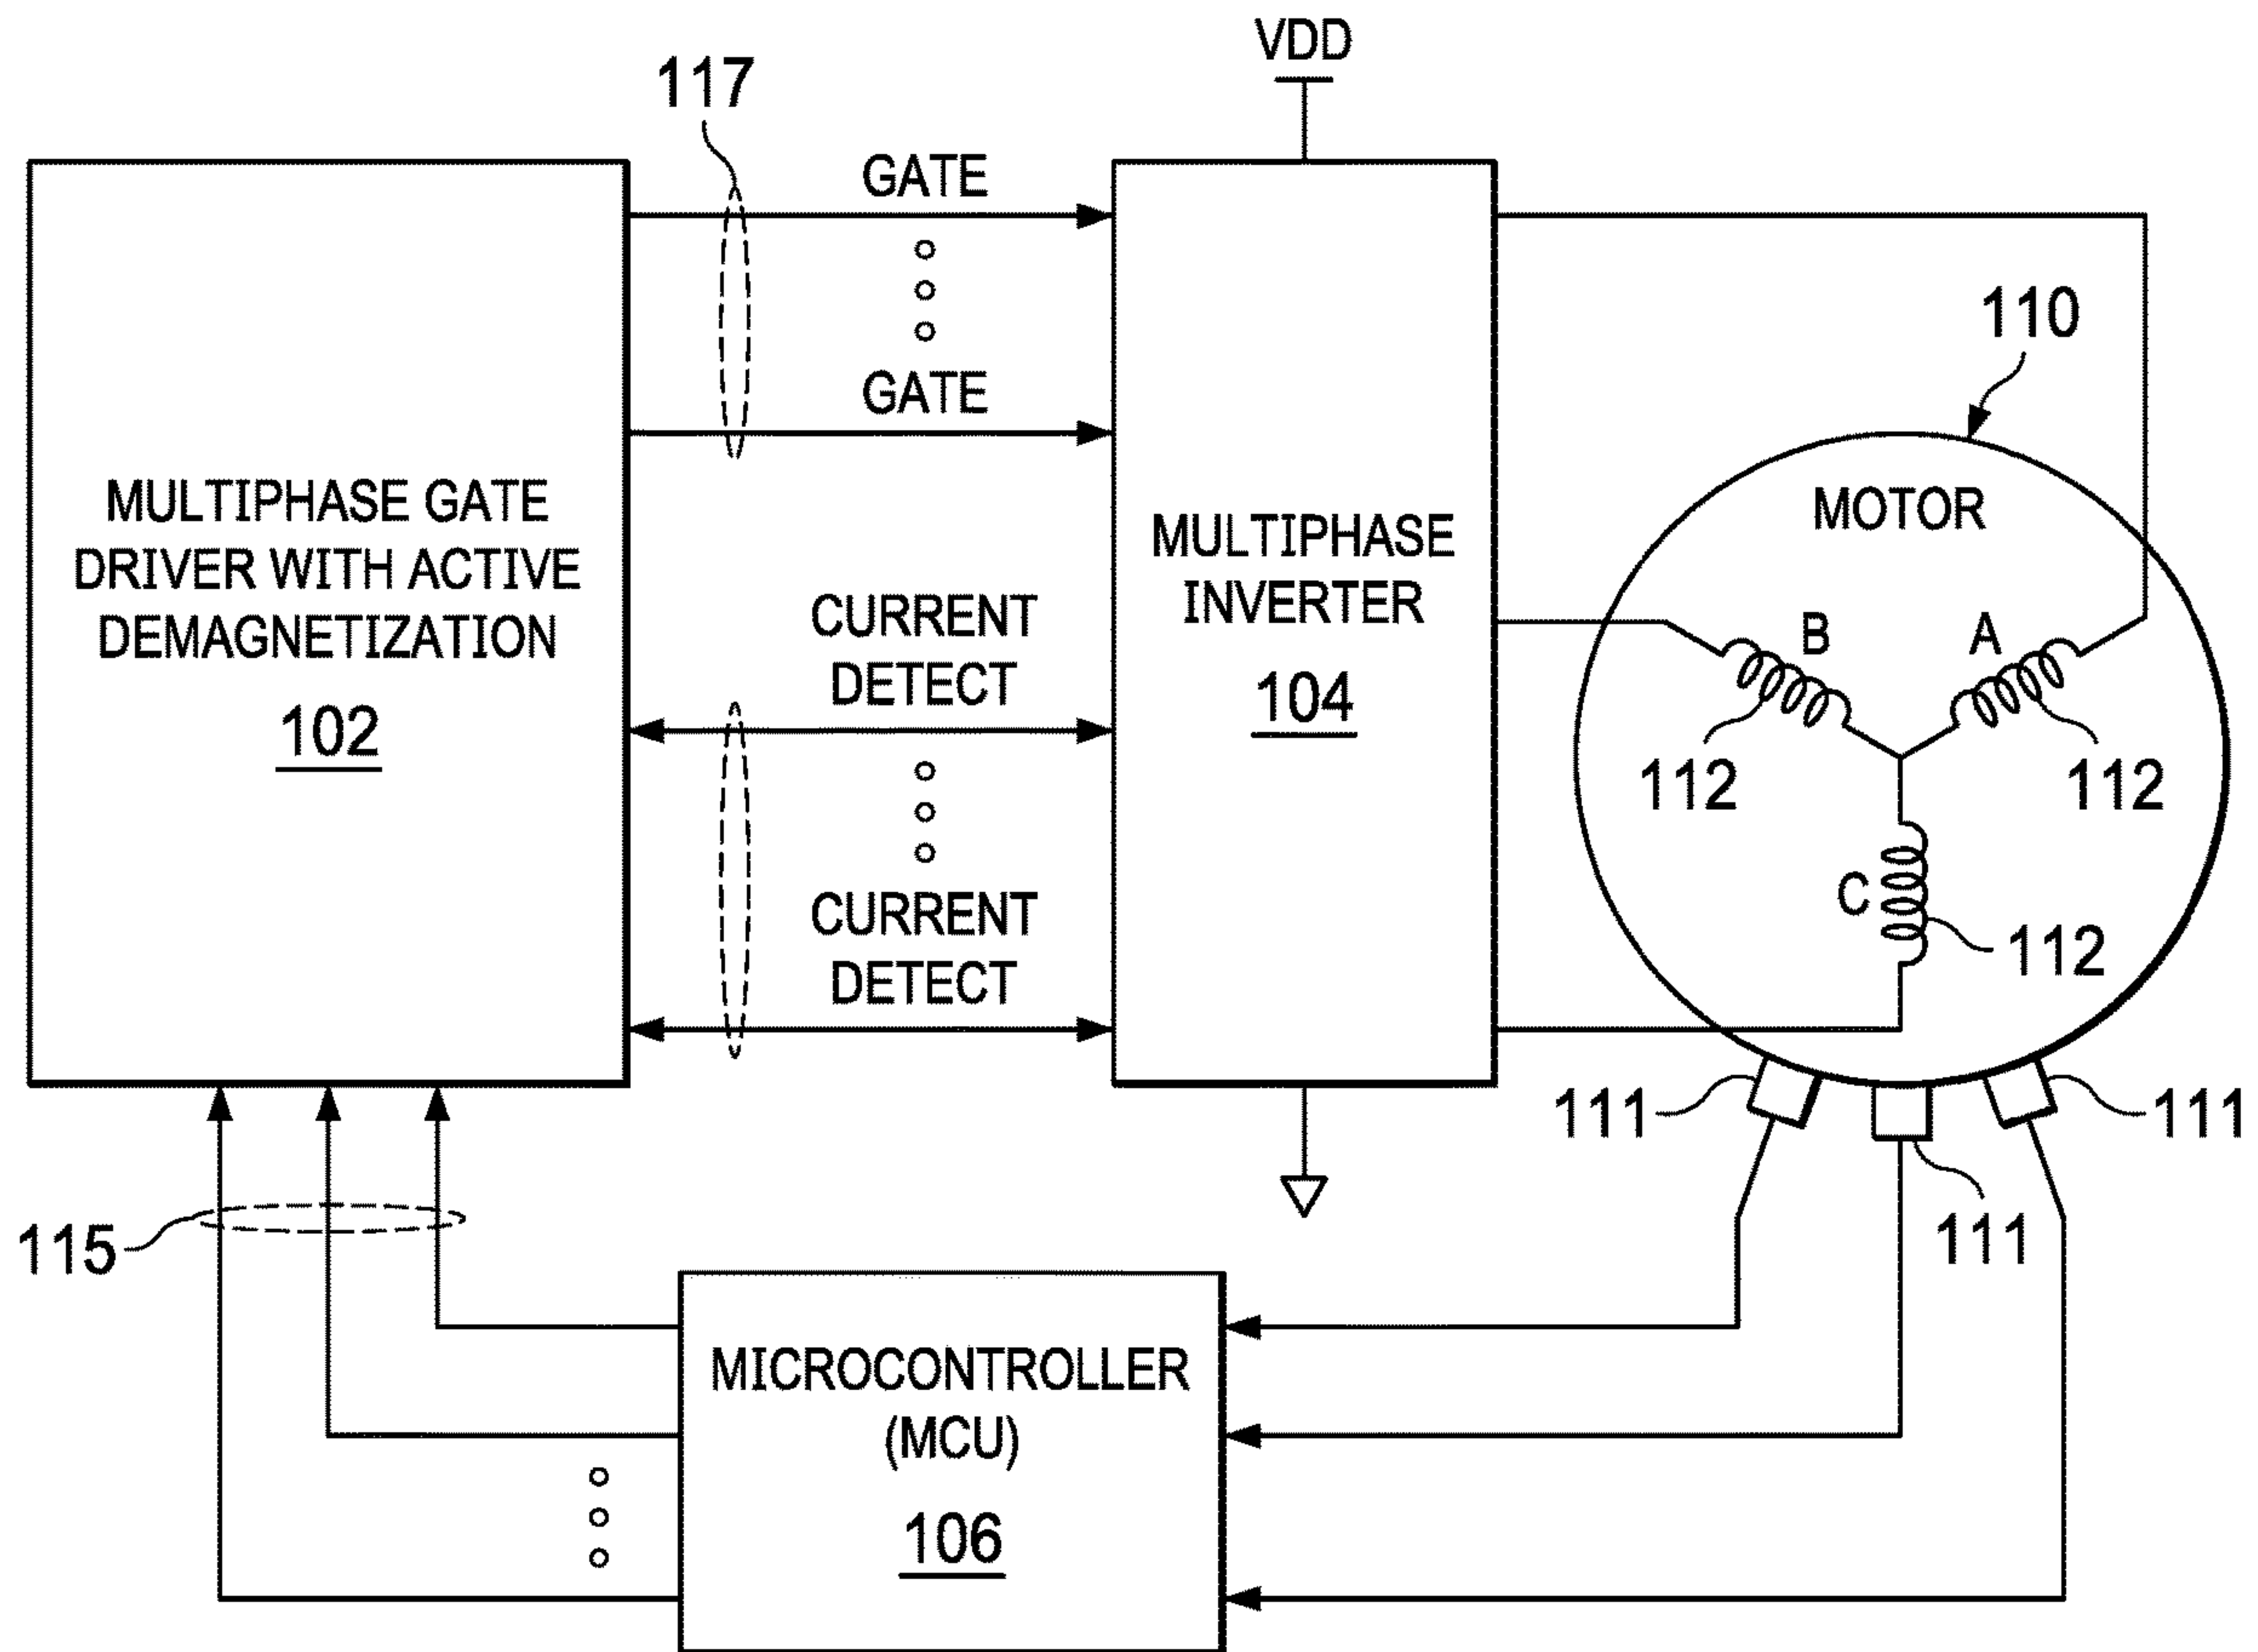 VDD
117
GATE
GATE
110
MULTIPHASE GATE
DRIVER WITH ACTIVE
DEMAGNETIZATION
102
MULTIPHASE
INVERTER
104
MOTOR
CURRENT
DETECT
B
A
112
112
C
112
CURRENT
DETECT
111
111
111
115
MICROCONTROLLER
(MCU)
106